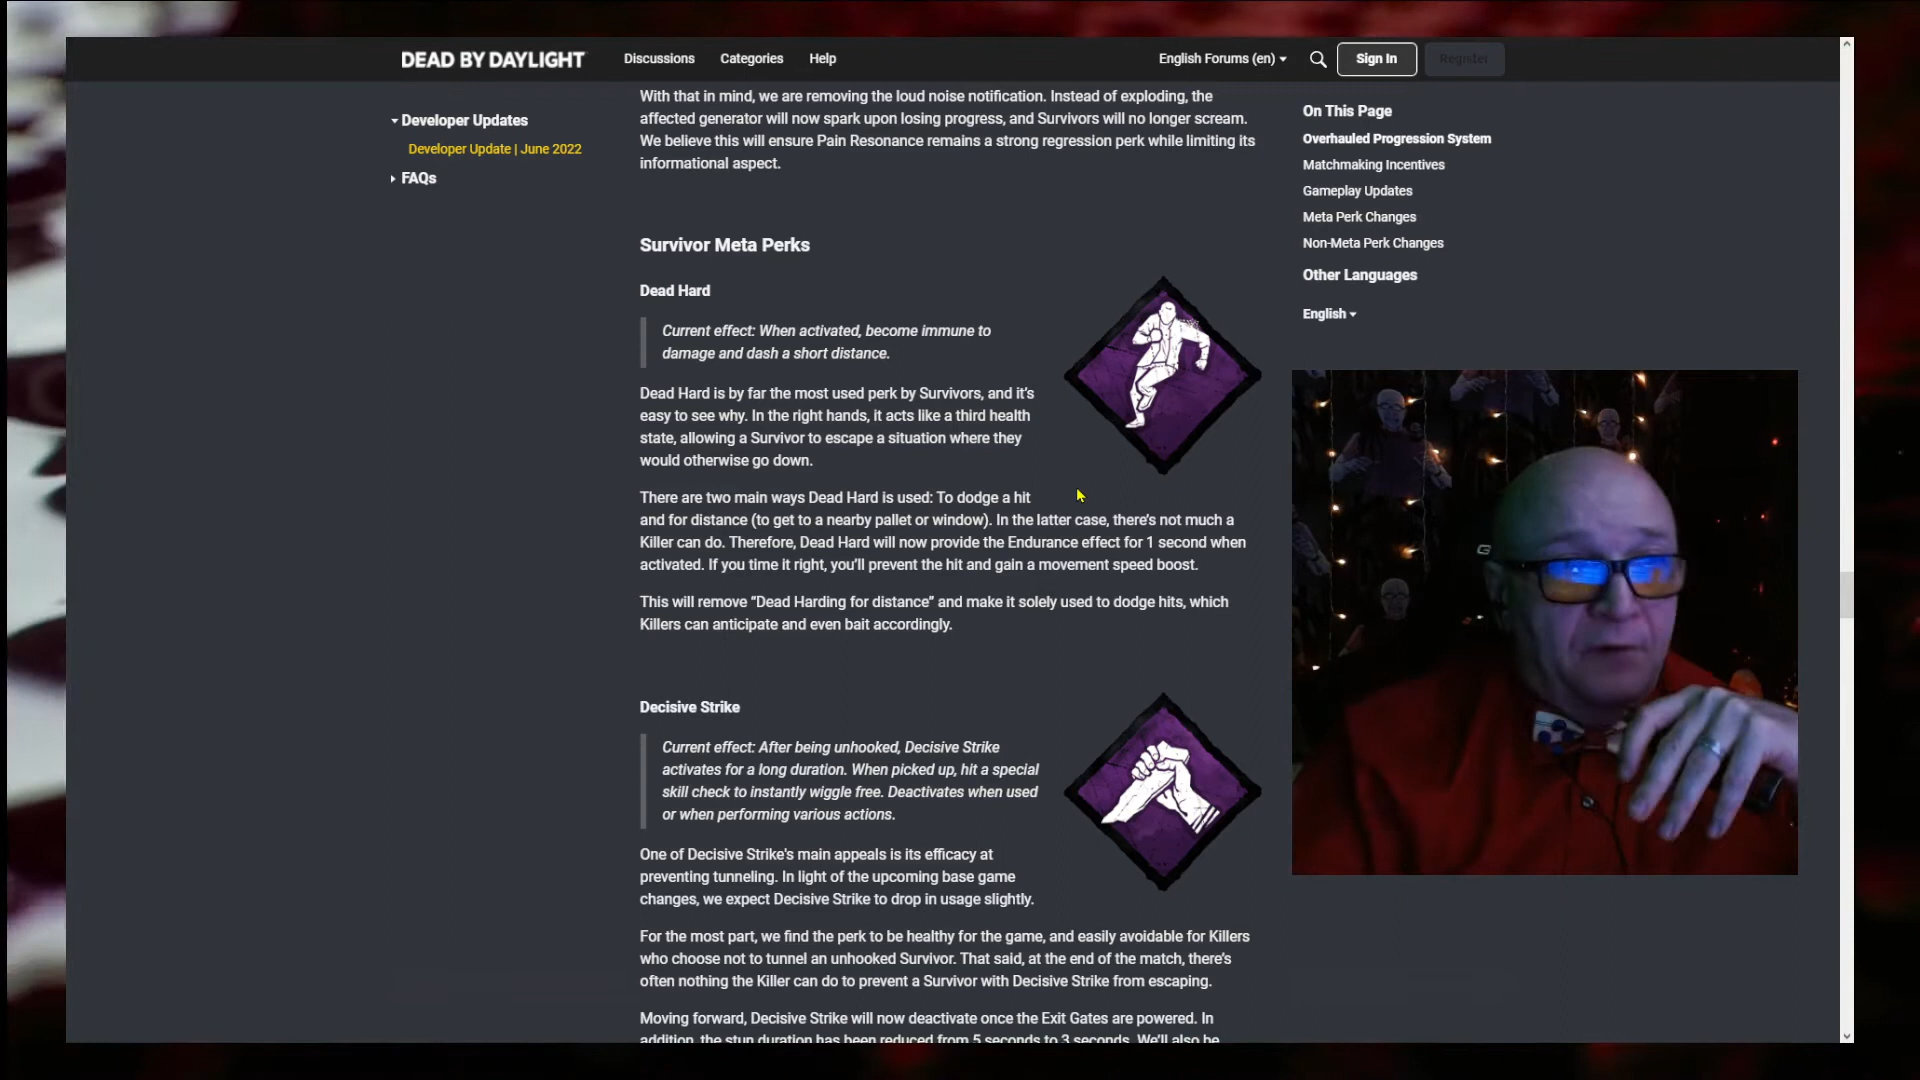 DEAD BY DAYLIGHT
Discussions
Categories
Help
English Forums (en)
Sign In
Register
Developer Updates
Developer Update | June 2022
FAQs
With that in mind, we are removing the loud noise notification. Instead of exploding, the
affected generator will now spark upon losing progress, and Survivors will no longer scream.
We believe this will ensure Pain Resonance remains a strong regression perk while limiting its
informational aspect.
Survivor Meta Perks
Dead Hard
Current effect: When activated, become immune to
damage and dash a short distance.
Dead Hard is by far the most used perk by Survivors, and it's
easy to see why. In the right hands, it acts like a third health
state, allowing a Survivor to escape a situation where they
would otherwise go down.
There are two main ways Dead Hard is used: To dodge a hit
and for distance (to get to a nearby pallet or window). In the latter case, there's not much a
Killer can do. Therefore, Dead Hard will now provide the Endurance effect for 1 second when
activated. If you time it right, you'll prevent the hit and gain a movement speed boost.
This will remove “Dead Harding for distance” and make it solely used to dodge hits, which
Killers can anticipate and even bait accordingly.
Decisive Strike
Current effect: After being unhooked, Decisive Strike
activates for a long duration. When picked up, hit a special
skill check to instantly wiggle free. Deactivates when used
or when performing various actions.
One of Decisive Strike's main appeals is its efficacy at
preventing tunneling. In light of the upcoming base game
changes, we expect Decisive Strike to drop in usage slightly.
For the most part, we find the perk to be healthy for the game, and easily avoidable for Killers
who choose not to tunnel an unhooked Survivor. That said, at the end of the match, there's
often nothing the Killer can do to prevent a Survivor with Decisive Strike from escaping.
Moving forward, Decisive Strike will now deactivate once the Exit Gates are powered. In
addition, the stun duration has been reduced from 5 seconds to 3 seconds. We'll also be
On This Page
Overhauled Progression System
Matchmaking Incentives
Gameplay Updates
Meta Perk Changes
Non-Meta Perk Changes
Other Languages
English